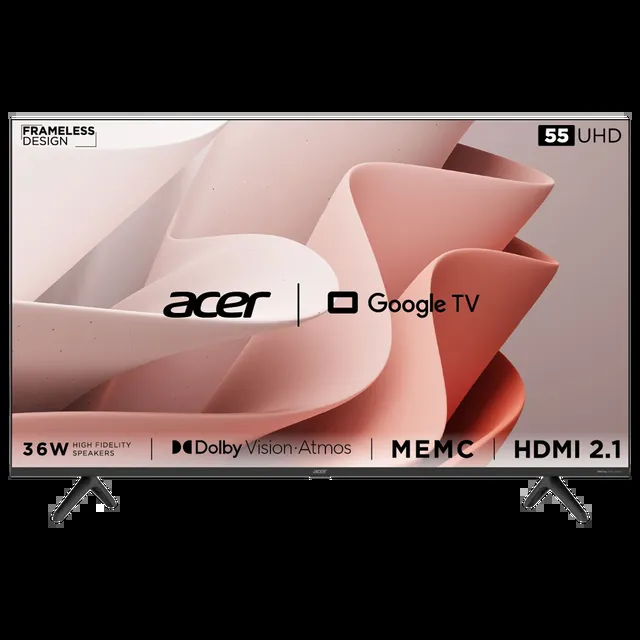 FRAMELESS
DESIGN
55 UHD
acer | Google TV
36W HIGH FIDELITY
SPEAKERS
Dolby Vision·Atmos
MEMC
HDMI 2.1
acer